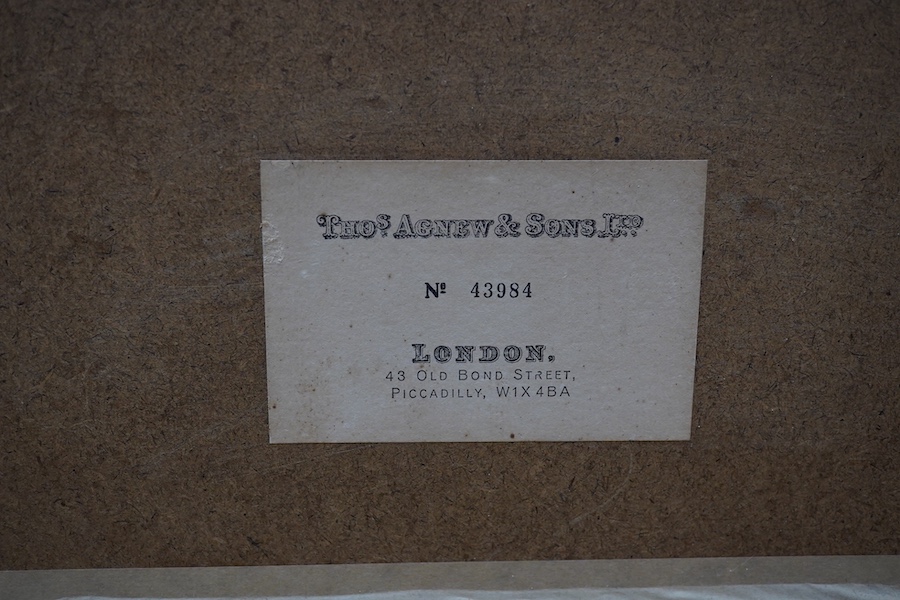 Thoˢ Agnew & Sons Lᵀᴰ
Nº 43984
London.
43 Old Bond Street,
Piccadilly, W1X 4BA